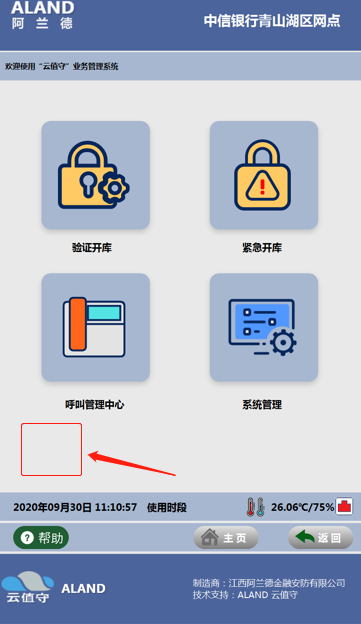 ALAND
阿兰德
中信银行青山湖区网点
欢迎使用“云值守”业务管理系统
验证开库
紧急开库
呼叫管理中心
系统管理
2020年09月30日 11:10:57 使用时段
26.06℃/75%
? 帮助
主页
返回
云值守
ALAND
制造商：江西阿兰德金融安防有限公司
技术支持：ALAND 云值守